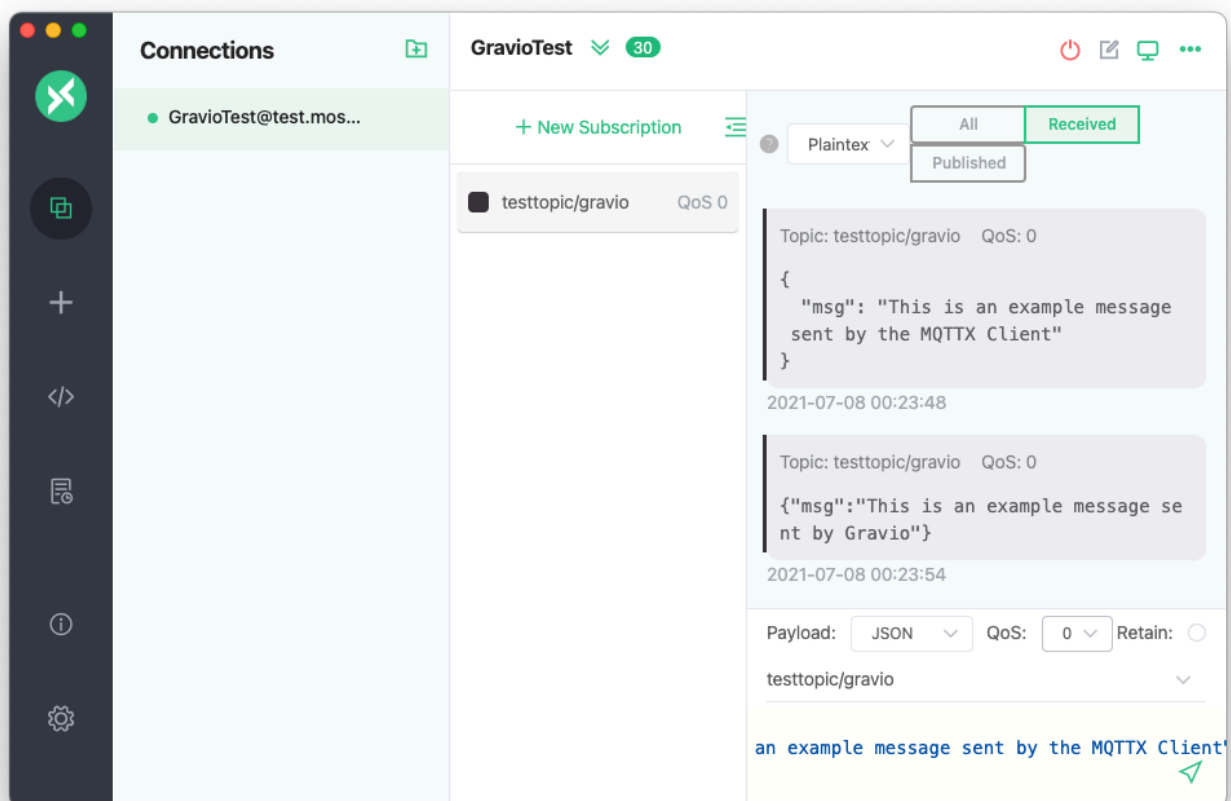 Connections
GravioTest@test.mos...
GravioTest 30
+ New Subscription
testtopic/gravio QoS 0
Plaintex
All
Received
Published
Topic: testtopic/gravio QoS: 0
{
"msg": "This is an example message
sent by the MQTTX Client"
}
2021-07-08 00:23:48
Topic: testtopic/gravio QoS: 0
{"msg":"This is an example message se
nt by Gravio"}
2021-07-08 00:23:54
Payload: JSON QoS: 0 Retain:
testtopic/gravio
an example message sent by the MQTTX Client"